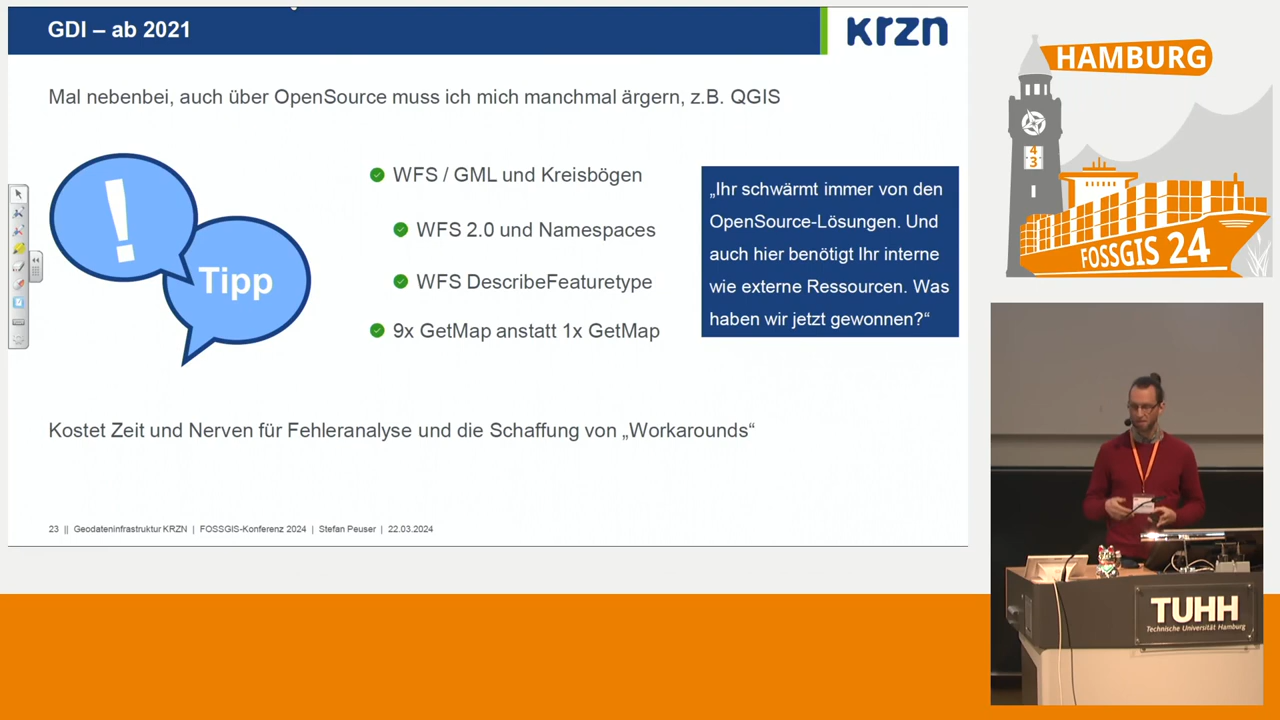 GDI – ab 2021
krzn
Mal nebenbei, auch über OpenSource muss ich mich manchmal ärgern, z.B. QGIS
!
Tipp
WFS / GML und Kreisbögen
WFS 2.0 und Namespaces
WFS DescribeFeaturetype
9x GetMap anstatt 1x GetMap
„Ihr schwärmt immer von den
OpenSource-Lösungen. Und
auch hier benötigt Ihr interne
wie externe Ressourcen. Was
haben wir jetzt gewonnen?“
Kostet Zeit und Nerven für Fehleranalyse und die Schaffung von „Workarounds“
23 || Geodateninfrastruktur KRZN | FOSSGIS-Konferenz 2024 | Stefan Peuser | 22.03.2024
HAMBURG
4
3
FOSSGIS 24
TUHH
Technische Universität Hamburg